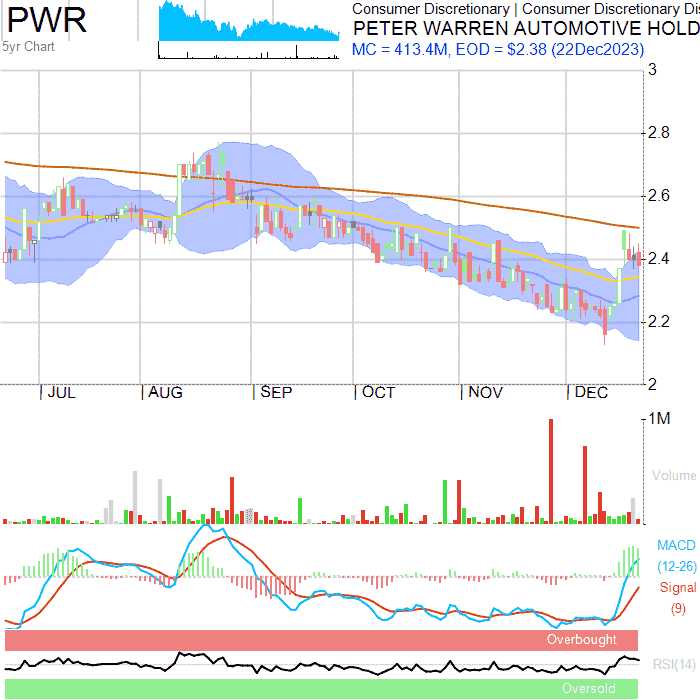 PWR
5yr Chart
Consumer Discretionary | Consumer Discretionary Dis
PETER WARREN AUTOMOTIVE HOLD
MC = 413.4M, EOD = $2.38 (22Dec2023)
3
2.8
2.6
2.4
2.2
2
| JUL | AUG | SEP | OCT | NOV | DEC
1M
Volume
MACD
(12-26)
Signal
(9)
Overbought
RSI(14)
Oversold